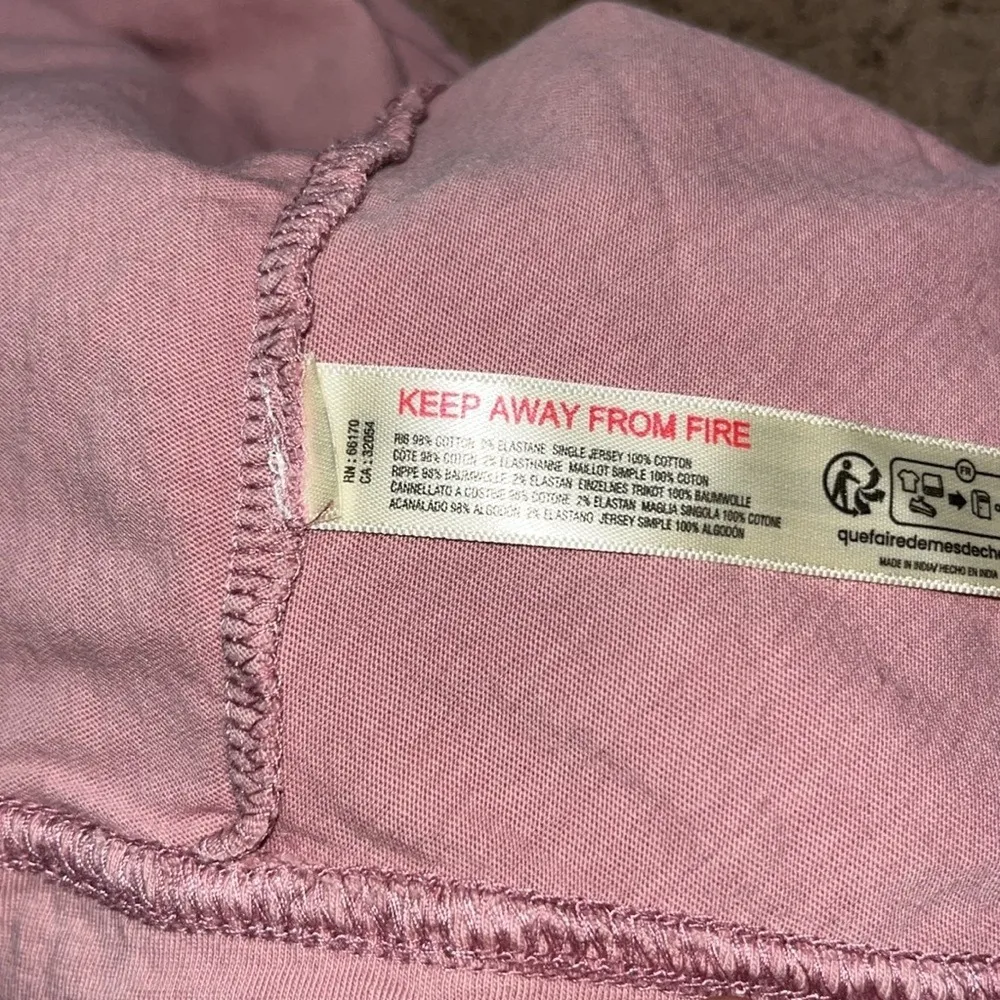 KEEP AWAY FROM FIRE
RN : 66170
CA : 32054
RIB 98% COTTON 2% ELASTANE SINGLE JERSEY 100% COTTON
CÔTE 98% COTON 2% ELASTHANNE MAILLOT SIMPLE 100% COTON
RIPPE 98% BAUMWOLLE 2% ELASTAN EINZELNES TRIKOT 100% BAUMWOLLE
CANNELLATO A COSTINE 98% COTONE 2% ELASTAN MAGLIA SINGOLA 100% COTONE
ACANALADO 98% ALGODÓN 2% ELASTANO JERSEY SIMPLE 100% ALGODÓN
FR
quefairedemesdeche
MADE IN INDIA/ HECHO EN INDIA